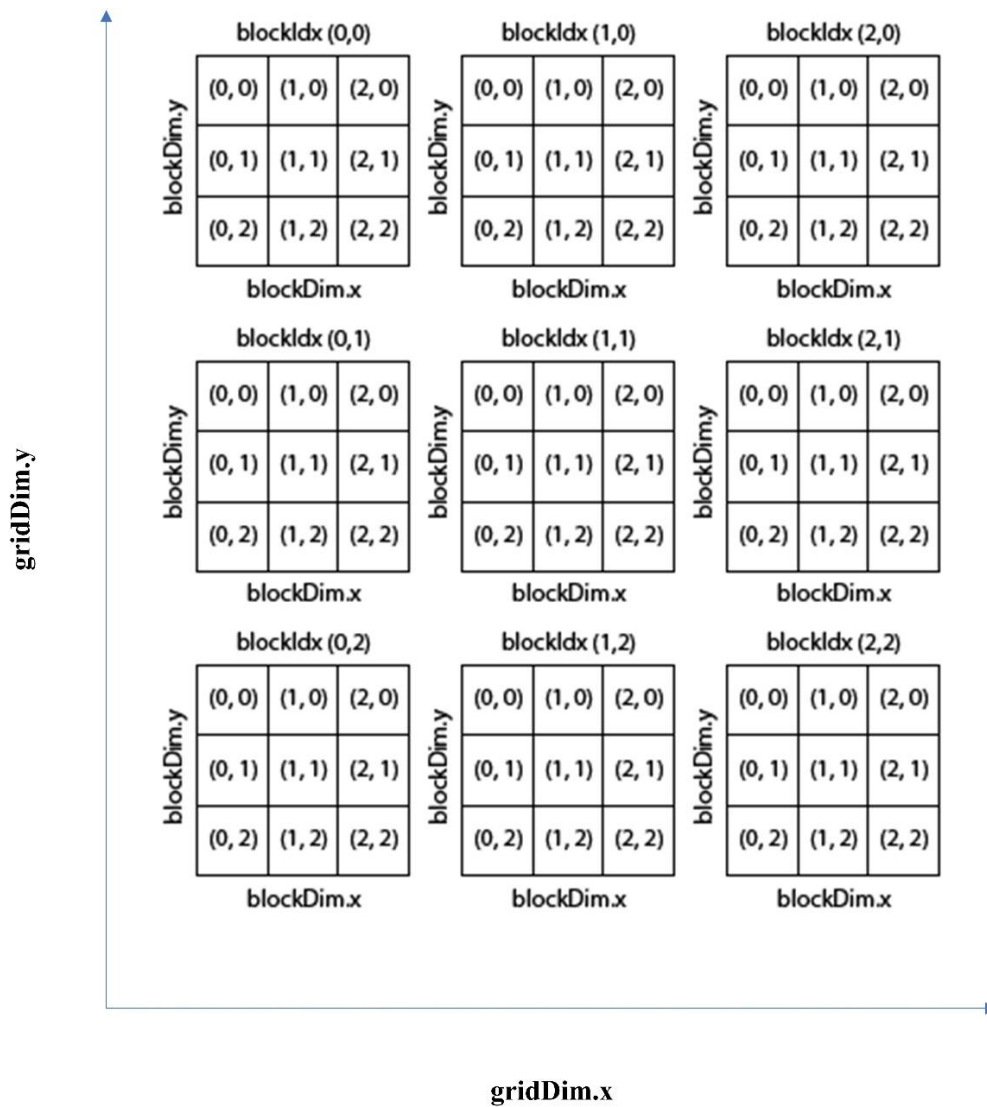 blockIdx (0,0) blockIdx (1,0) blockIdx (2,0)
(0, 0) (1, 0) (2, 0) (0, 0) (1, 0) (2, 0) (0, 0) (1, 0) (2, 0)
blockDim.y blockDim.y blockDim.y
(0, 1) (1, 1) (2, 1) (0, 1) (1, 1) (2, 1) (0, 1) (1, 1) (2, 1)
(0, 2) (1, 2) (2, 2) (0, 2) (1, 2) (2, 2) (0, 2) (1, 2) (2, 2)
blockDim.x blockDim.x blockDim.x
blockIdx (0,1) blockIdx (1,1) blockIdx (2,1)
(0, 0) (1, 0) (2, 0) (0, 0) (1, 0) (2, 0) (0, 0) (1, 0) (2, 0)
blockDim.y blockDim.y blockDim.y
(0, 1) (1, 1) (2, 1) (0, 1) (1, 1) (2, 1) (0, 1) (1, 1) (2, 1)
(0, 2) (1, 2) (2, 2) (0, 2) (1, 2) (2, 2) (0, 2) (1, 2) (2, 2)
blockDim.x blockDim.x blockDim.x
gridDim.y
blockIdx (0,2) blockIdx (1,2) blockIdx (2,2)
(0, 0) (1, 0) (2, 0) (0, 0) (1, 0) (2, 0) (0, 0) (1, 0) (2, 0)
blockDim.y blockDim.y blockDim.y
(0, 1) (1, 1) (2, 1) (0, 1) (1, 1) (2, 1) (0, 1) (1, 1) (2, 1)
(0, 2) (1, 2) (2, 2) (0, 2) (1, 2) (2, 2) (0, 2) (1, 2) (2, 2)
blockDim.x blockDim.x blockDim.x
gridDim.x